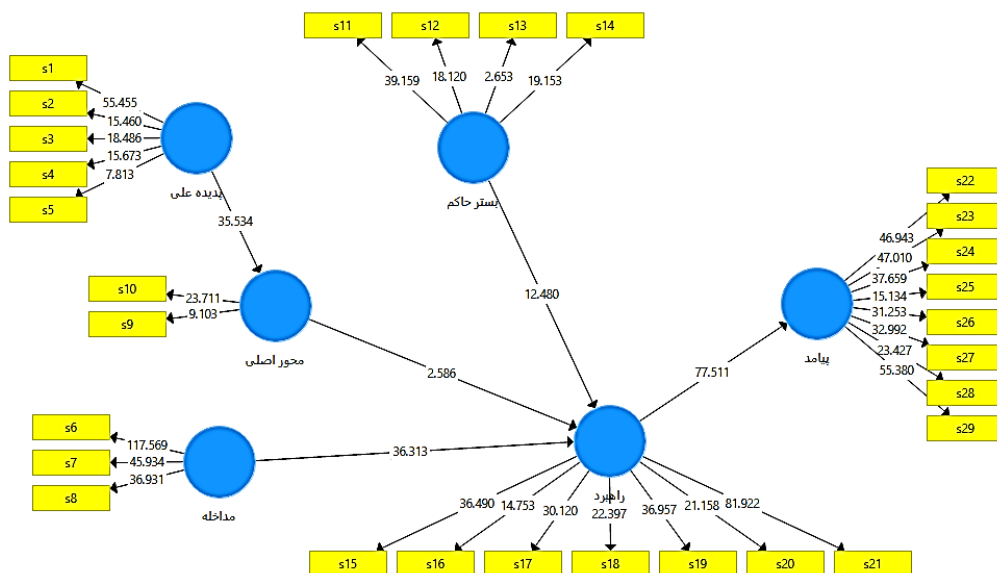 s11
s12
s13
s14
39.159
18.120
2.653
19.153
s1
s2
s3
s4
s5
55.455
15.460
18.486
15.673
7.813
پدیده علی
بستر حاکم
35.534
s22
s23
s24
s25
s26
s27
s28
s29
46.943
47.010
37.659
15.134
31.253
32.992
23.427
55.380
پیامد
s10
s9
23.711
9.103
محور اصلی
12.480
2.586
77.511
s6
s7
s8
117.569
45.934
36.931
مداخله
36.313
راهبرد
36.490
14.753
30.120
22.397
36.957
21.158
81.922
s15
s16
s17
s18
s19
s20
s21